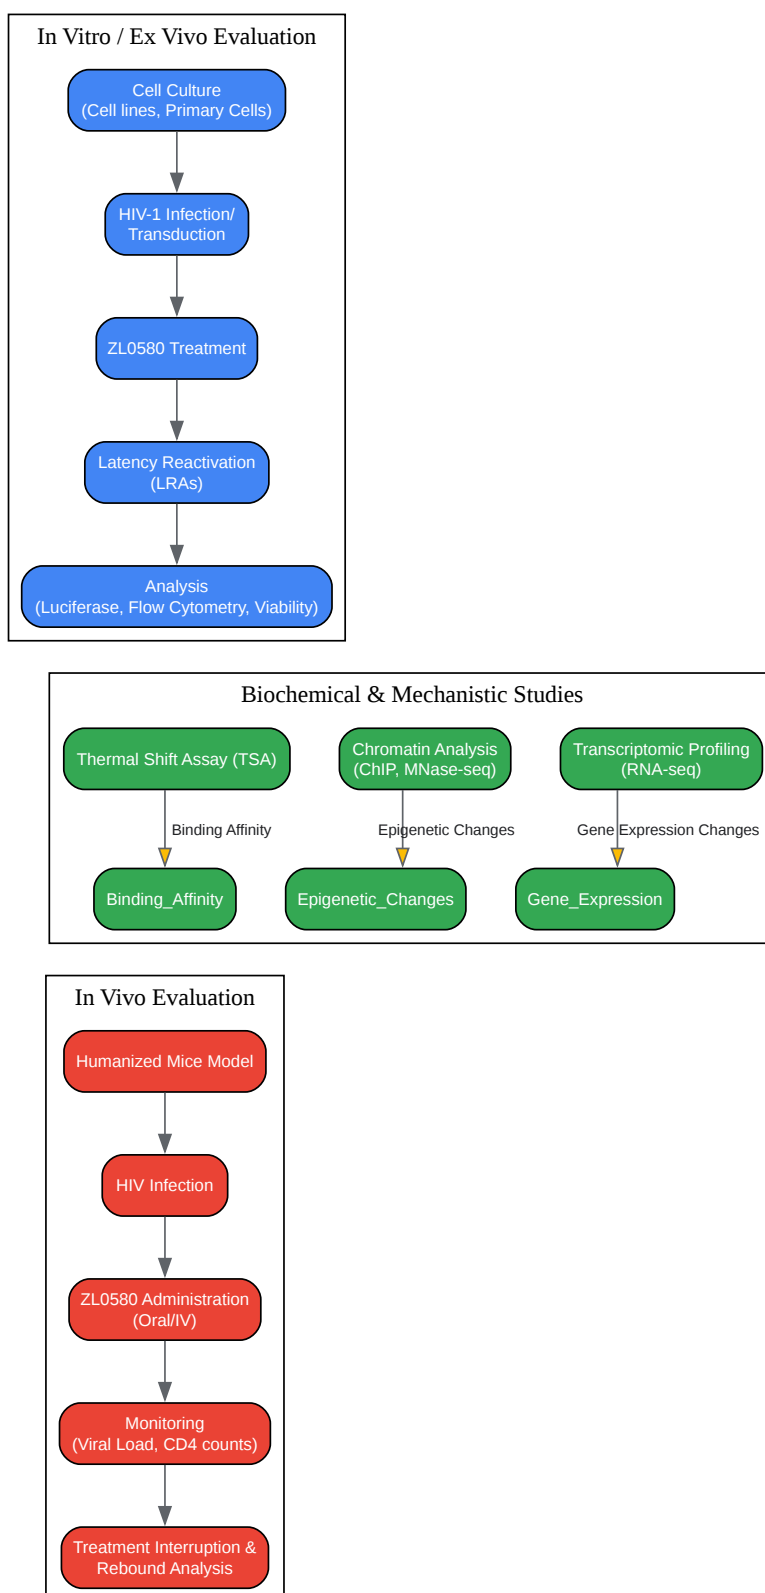 In Vitro / Ex Vivo Evaluation
Cell Culture
(Cell lines, Primary Cells)
HIV-1 Infection/
Transduction
ZL0580 Treatment
Latency Reactivation
(LRAs)
Analysis
(Luciferase, Flow Cytometry, Viability)
Biochemical & Mechanistic Studies
Thermal Shift Assay (TSA)
Chromatin Analysis
(ChIP, MNase-seq)
Transcriptomic Profiling
(RNA-seq)
Binding Affinity
Epigenetic Changes
Gene Expression Changes
Binding_Affinity
Epigenetic_Changes
Gene_Expression
In Vivo Evaluation
Humanized Mice Model
HIV Infection
ZL0580 Administration
(Oral/IV)
Monitoring
(Viral Load, CD4 counts)
Treatment Interruption &
Rebound Analysis